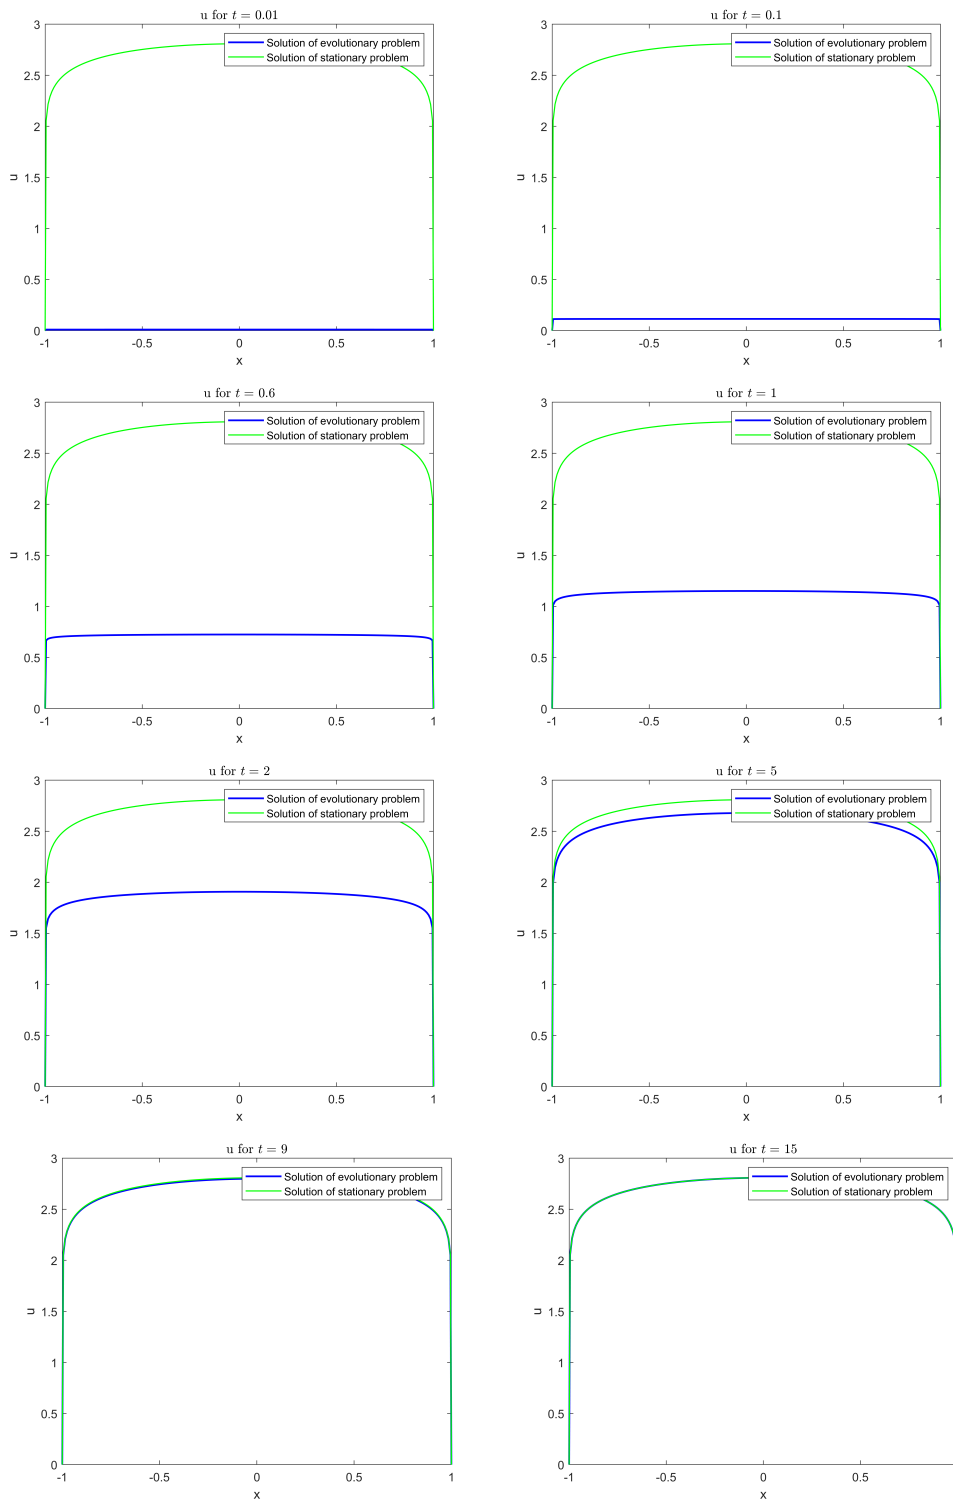 u for t = 0.01
Solution of evolutionary problem
Solution of stationary problem
3
2.5
2
1.5
1
0.5
0
u
-1 -0.5 0 0.5 1
x
u for t = 0.1
Solution of evolutionary problem
Solution of stationary problem
3
2.5
2
1.5
1
0.5
0
u
-1 -0.5 0 0.5 1
x
u for t = 0.6
Solution of evolutionary problem
Solution of stationary problem
3
2.5
2
1.5
1
0.5
0
u
-1 -0.5 0 0.5 1
x
u for t = 1
Solution of evolutionary problem
Solution of stationary problem
3
2.5
2
1.5
1
0.5
0
u
-1 -0.5 0 0.5 1
x
u for t = 2
Solution of evolutionary problem
Solution of stationary problem
3
2.5
2
1.5
1
0.5
0
u
-1 -0.5 0 0.5 1
x
u for t = 5
Solution of evolutionary problem
Solution of stationary problem
3
2.5
2
1.5
1
0.5
0
u
-1 -0.5 0 0.5 1
x
u for t = 9
Solution of evolutionary problem
Solution of stationary problem
3
2.5
2
1.5
1
0.5
0
u
-1 -0.5 0 0.5 1
x
u for t = 15
Solution of evolutionary problem
Solution of stationary problem
3
2.5
2
1.5
1
0.5
0
u
-1 -0.5 0 0.5
x